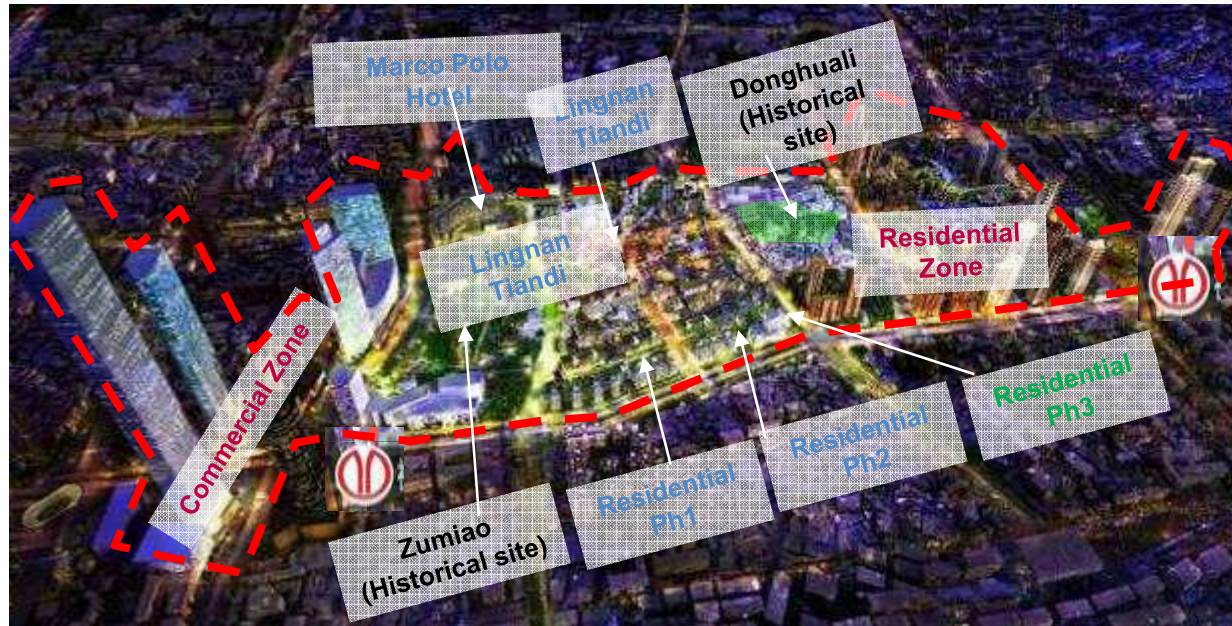 Marco Polo
Hotel
Lingnan
Tiandi
Donghuali
(Historical
site)
Lingnan
Tiandi
Residential
Zone
Commercial Zone
Zumiao
(Historical site)
Residential
Ph1
Residential
Ph2
Residential
Ph3